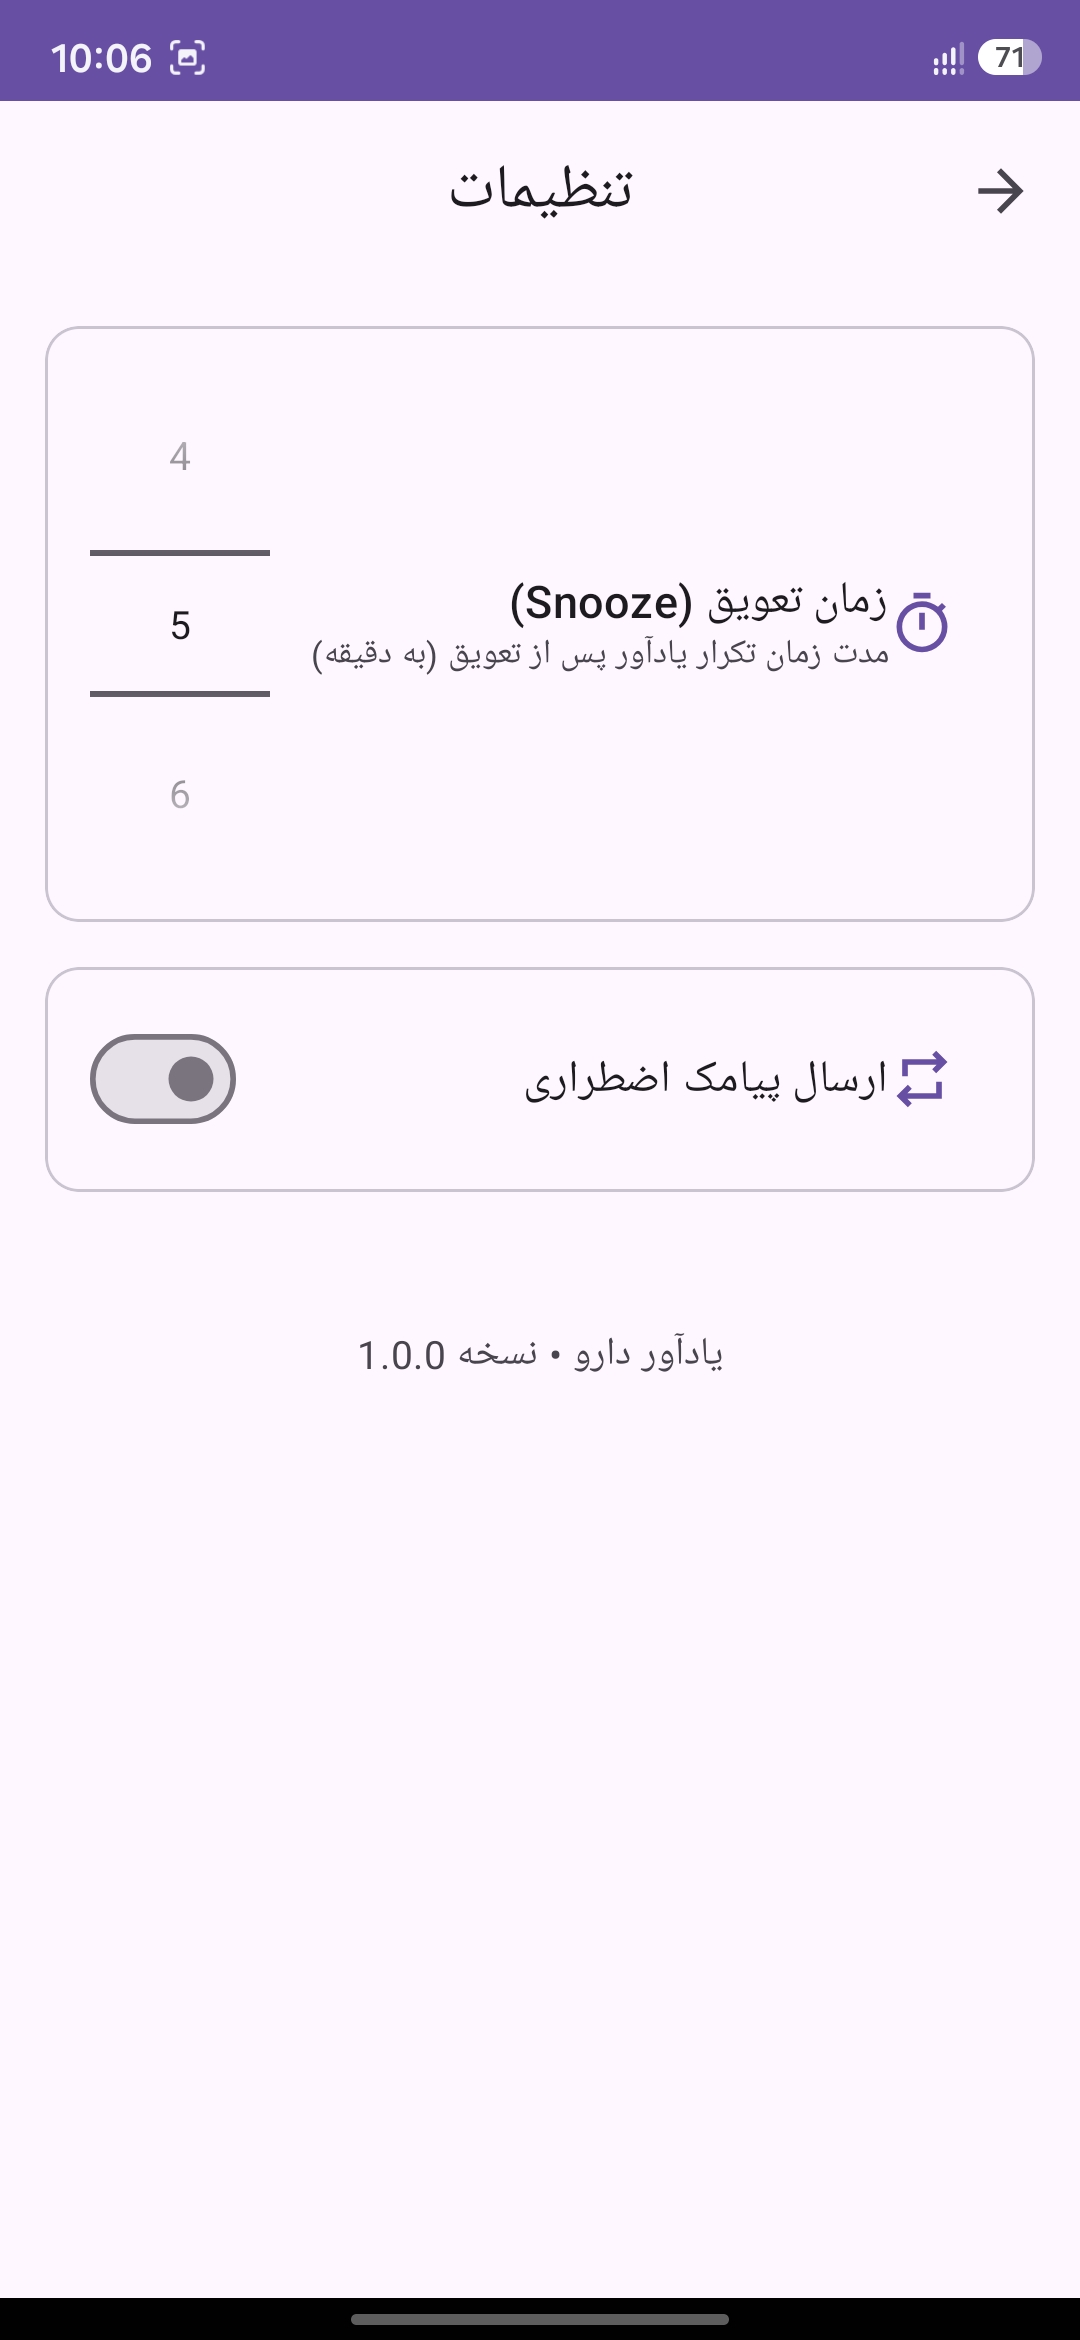 10:06
71
تنظیمات
4
5
6
زمان تعویق (Snooze)
مدت زمان تکرار یادآور پس از تعویق (به دقیقه)
ارسال پیامک اضطراری
یادآور دارو • نسخه 1.0.0